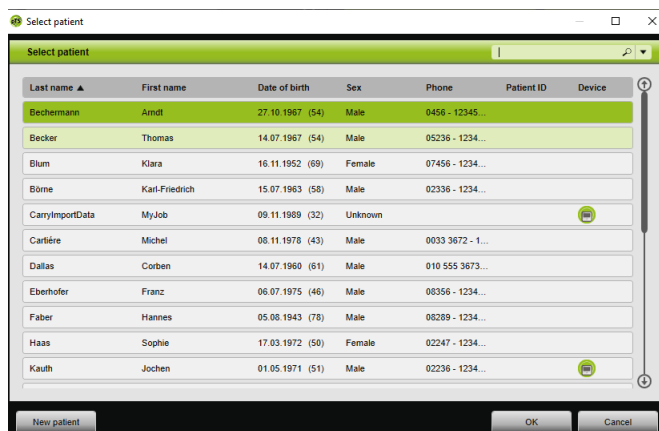 eTS Select patient
Select patient
Last name ▲ First name Date of birth Sex Phone Patient ID Device
Bechermann Arndt 27.10.1967 (54) Male 0456 - 12345...
Becker Thomas 14.07.1967 (54) Male 05236 - 1234...
Blum Klara 16.11.1952 (69) Female 07456 - 1234...
Börne Karl-Friedrich 15.07.1963 (58) Male 02336 - 1234...
CarryImportData MyJob 09.11.1989 (32) Unknown
Cartiére Michel 08.11.1978 (43) Male 0033 3672 - 1...
Dallas Corben 14.07.1960 (61) Male 010 555 3673...
Eberhofer Franz 06.07.1975 (46) Male 08356 - 1234...
Faber Hannes 05.08.1943 (78) Male 08289 - 1234...
Haas Sophie 17.03.1972 (50) Female 02247 - 1234...
Kauth Jochen 01.05.1971 (51) Male 02236 - 1234...
New patient OK Cancel